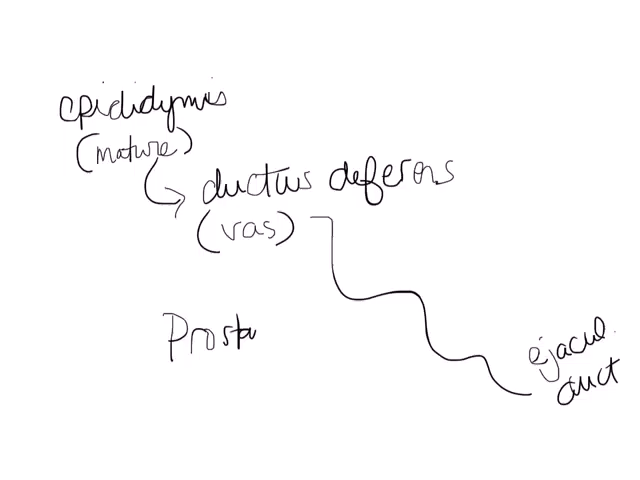 epididymis
(mature)
ductus deferens
(vas)
Prosta
ejacul.
duct